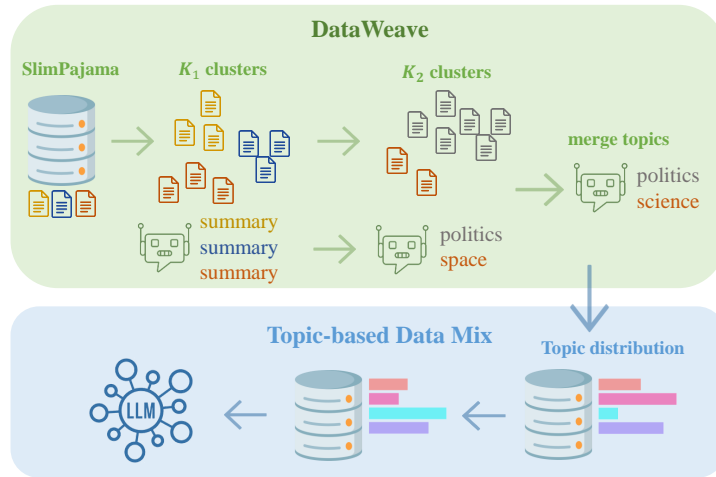 DataWeave
SlimPajama
K₁ clusters
K₂ clusters
merge topics
politics
science
summary
summary
summary
politics
space
Topic-based Data Mix
Topic distribution
LLM